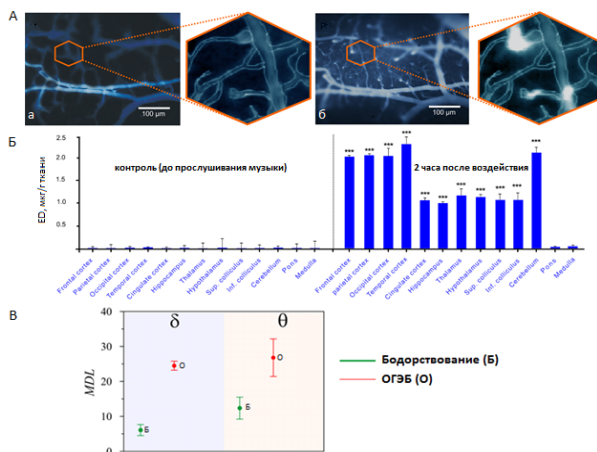 А
а
100 µm
б
100 µm
Б
ED, мкг/г ткани
2.5
2.0
1.5
1.0
0.5
контроль (до прослушивания музыки)
2 часа после воздействия
*** *** *** *** *** *** *** *** *** *** ***
Frontal cortex
Parietal cortex
Occipital cortex
Temporal cortex
Cingulate cortex
Hippocampus
Thalamus
Hypothalamus
Sup. colliculus
Inf. colliculus
Cerebellum
Pons
Medulla
Frontal cortex
parietal cortex
Occipital cortex
Temporal cortex
Cingulate cortex
Hippocampus
Thalamus
Hypothalamus
Sup. colliculus
Inf. colliculus
Cerebellum
Pons
Medulla
В
MDL
40
30
20
10
0
δ
θ
О
Б
О
Б
Бодорствование (Б)
ОГЭБ (О)